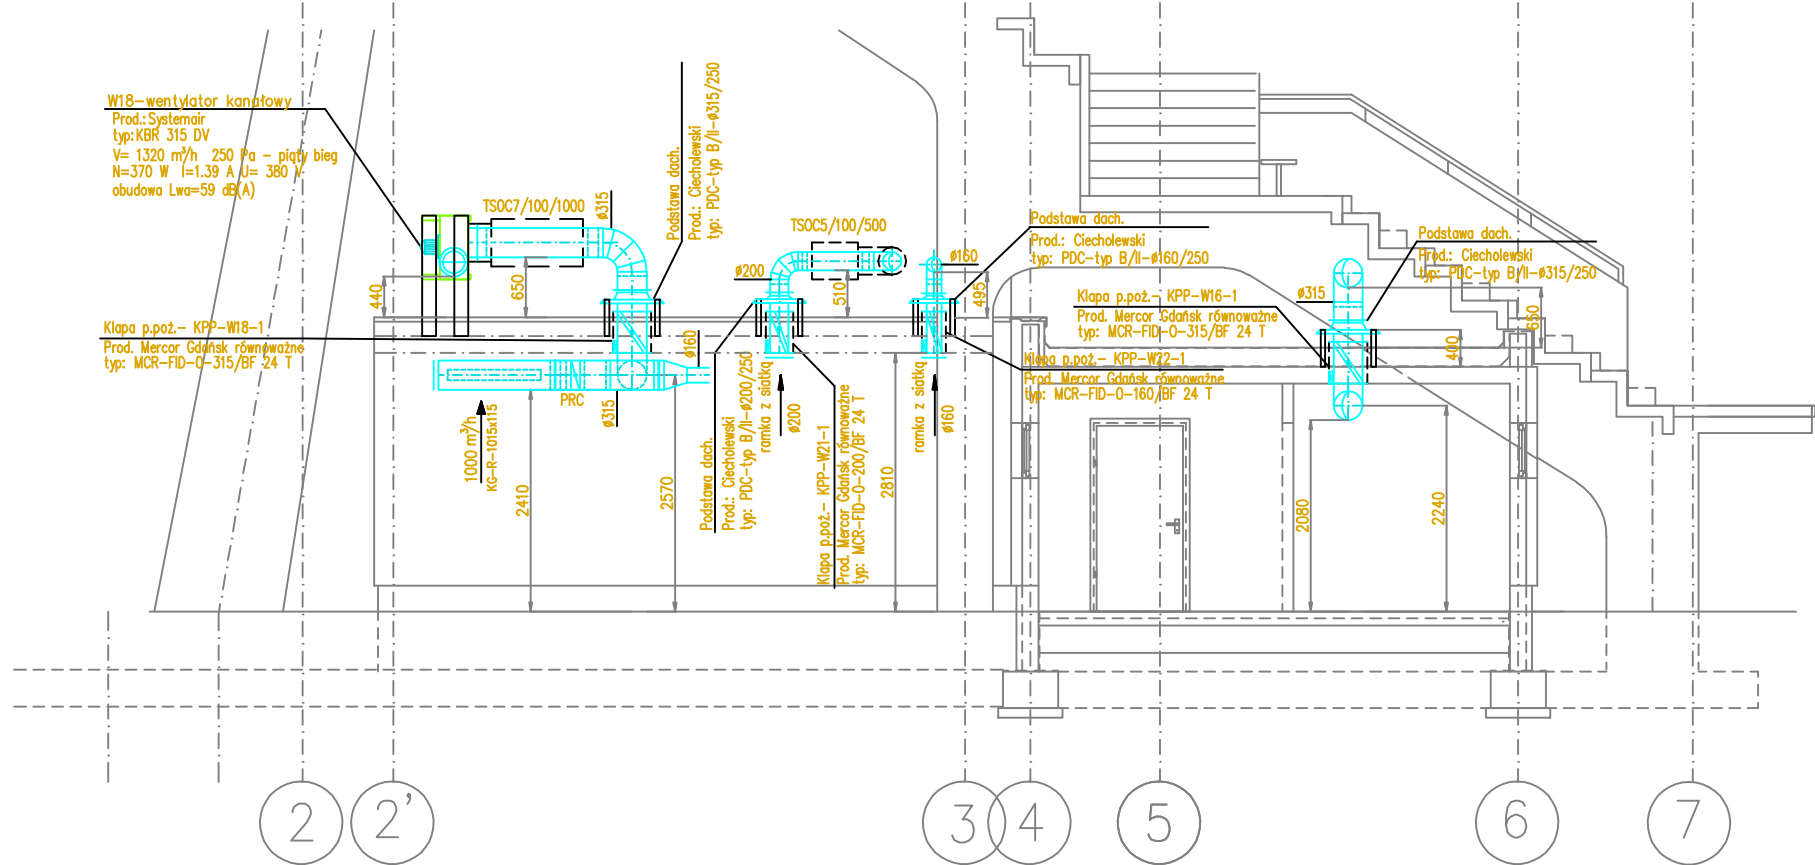 W18-wentylator kanałowy
Prod.: Systemair
typ: KBR 315 DV
V= 1320 m³/h 250 Pa - piąty bieg
N=370 W I=1.39 A U= 380 V
obudowa Lwa=59 dB(A)
Klapa p.poż.- KPP-W18-1
Prod. Mercor Gdańsk równoważne
typ: MCR-FID-O-315/BF 24 T
440
TSOC7/100/1000
650
ø315
Podstawa dach.
Prod.: Ciecholewski
typ: PDC-typ B/II-ø315/250
ø160
PRC
ø315
1000 m³/h
KG-R-1015x115
2410
2570
TSOC5/100/500
ø200
510
Podstawa dach.
Prod.: Ciecholewski
typ: PDC-typ B/II-ø200/250
ramka z siatką
ø200
Klapa p.poż.- KPP-W21-1
Prod. Mercor Gdańsk równoważne
typ: MCR-FID-O-200/BF 24 T
2810
ramka z siatką
ø160
ø160
495
Podstawa dach.
Prod.: Ciecholewski
typ: PDC-typ B/II-ø160/250
Klapa p.poż.- KPP-W16-1
Prod. Mercor Gdańsk równoważne
typ: MCR-FID-O-315/BF 24 T
Klapa p.poż.- KPP-W22-1
Prod. Mercor Gdańsk równoważne
typ: MCR-FID-O-160/BF 24 T
ø315
Podstawa dach.
Prod.: Ciecholewski
typ: PDC-typ B/II-ø315/250
650
400
2080
2240
2
2'
3
4
5
6
7